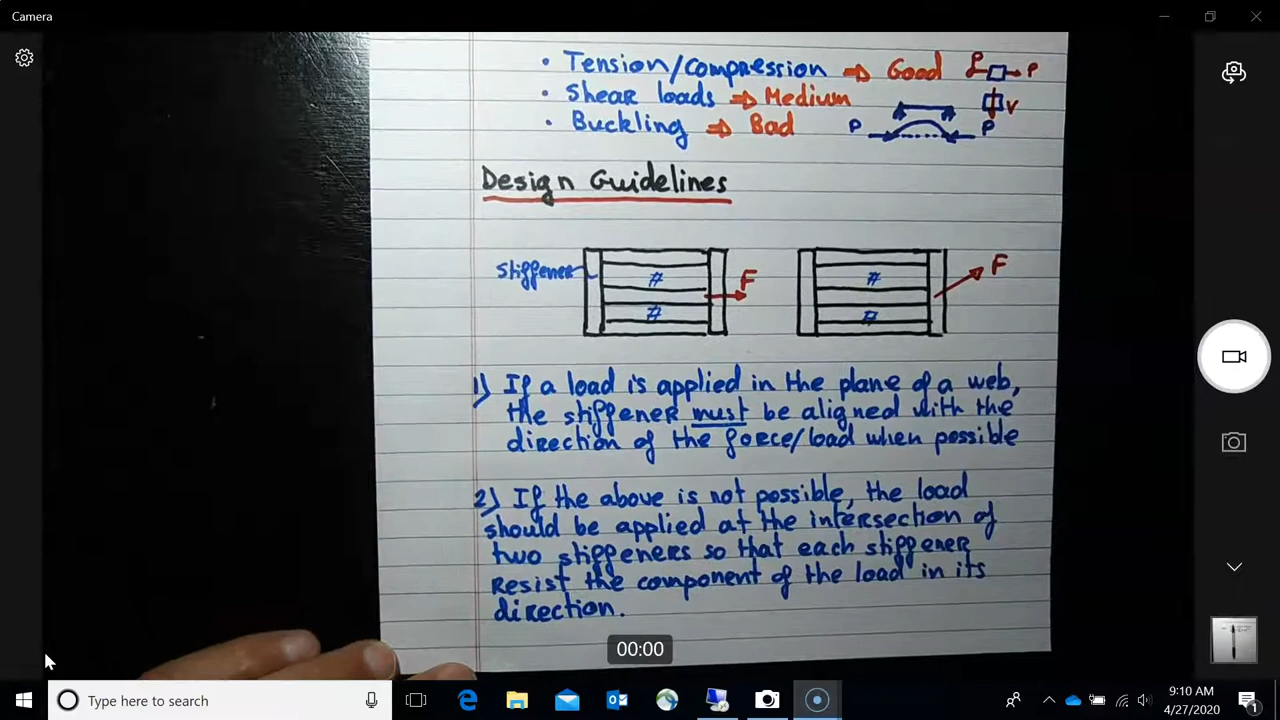 Camera
• Tension/compression ⇒ Good P P
• Shear loads ⇒ Medium V
• Buckling ⇒ Bad P P
Design Guidelines
stiffener # # F
# # F
1) If a load is applied in the plane of a web,
the stiffener must be aligned with the
direction of the force/load when possible
2) If the above is not possible, the load
should be applied at the intersection of
two stiffeners so that each stiffener
Resist the component of the load in its
direction.
00:00
Type here to search
9:10 AM
4/27/2020
1